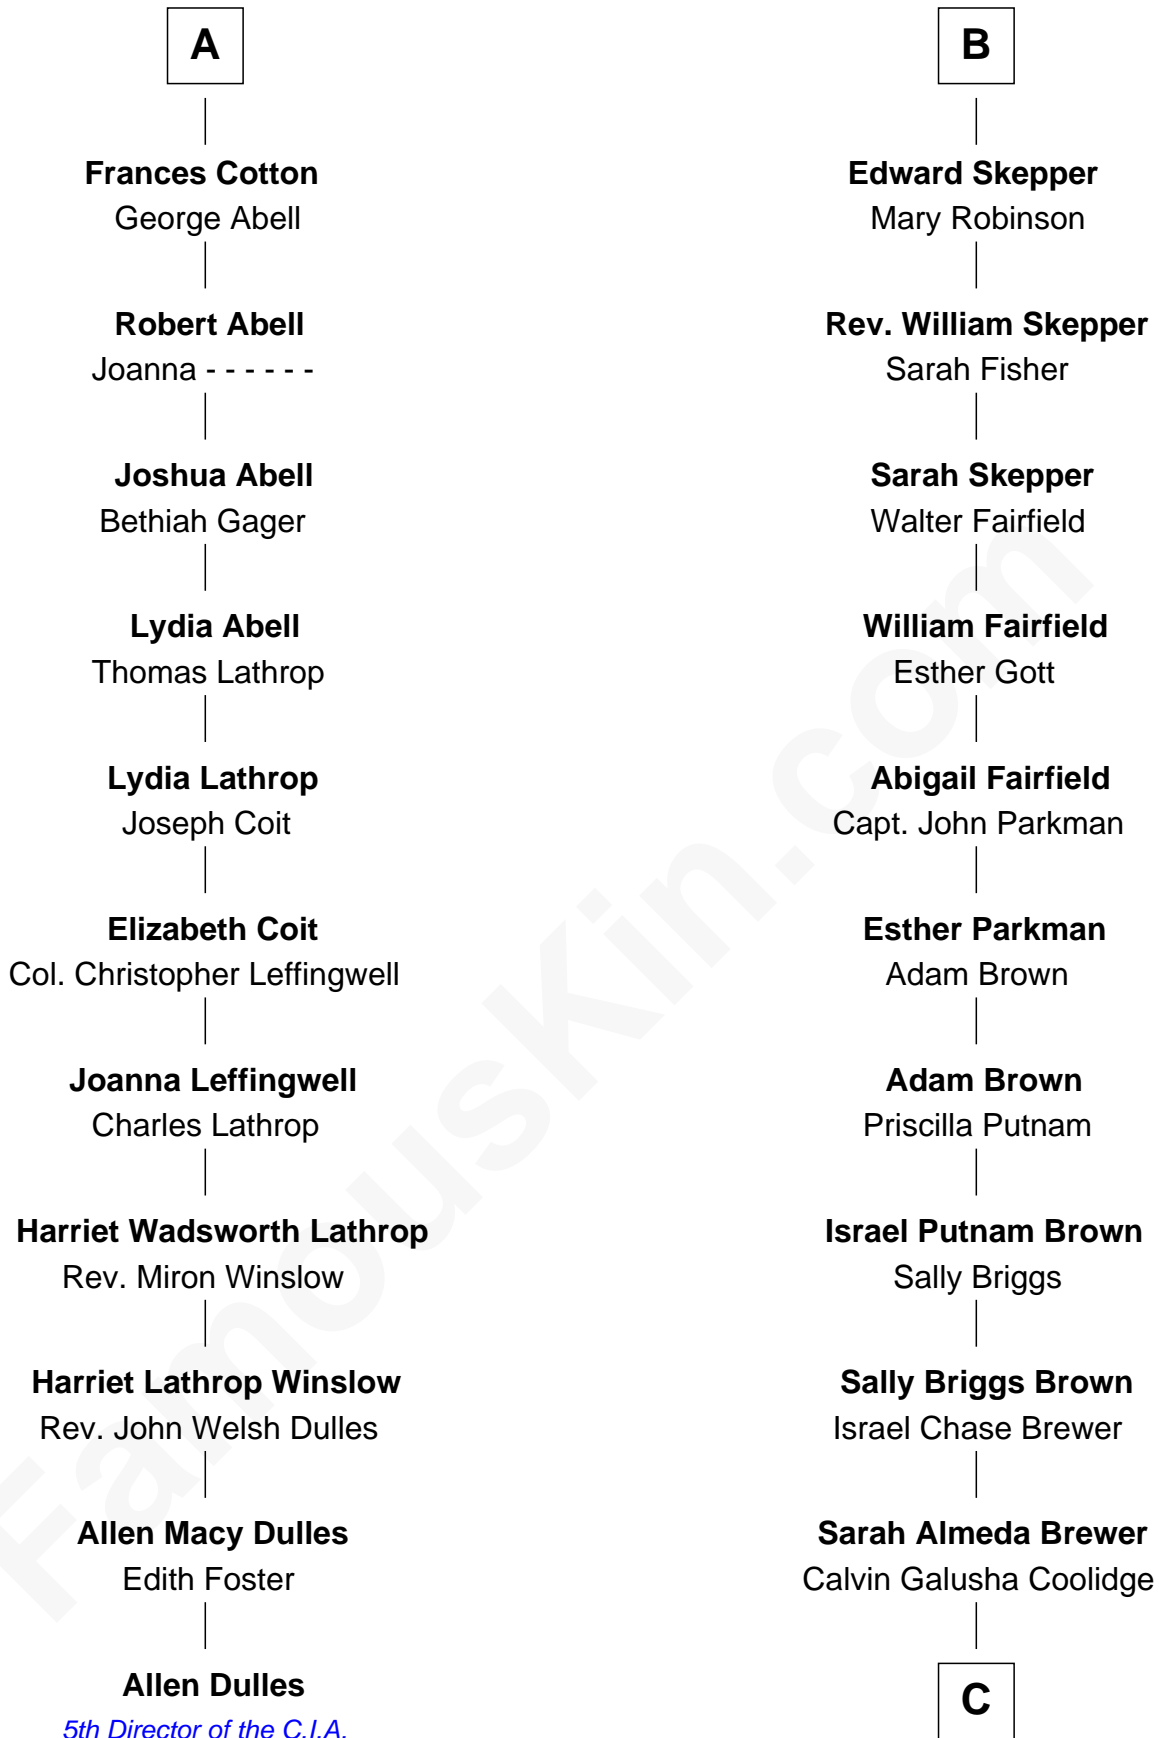 A
Frances Cotton
George Abell
Robert Abell
Joanna - - - - - -
Joshua Abell
Bethiah Gager
Lydia Abell
Thomas Lathrop
Lydia Lathrop
Joseph Coit
Elizabeth Coit
Col. Christopher Leffingwell
Joanna Leffingwell
Charles Lathrop
Harriet Wadsworth Lathrop
Rev. Miron Winslow
Harriet Lathrop Winslow
Rev. John Welsh Dulles
Allen Macy Dulles
Edith Foster
Allen Dulles
5th Director of the C.I.A.
B
Edward Skepper
Mary Robinson
Rev. William Skepper
Sarah Fisher
Sarah Skepper
Walter Fairfield
William Fairfield
Esther Gott
Abigail Fairfield
Capt. John Parkman
Esther Parkman
Adam Brown
Adam Brown
Priscilla Putnam
Israel Putnam Brown
Sally Briggs
Sally Briggs Brown
Israel Chase Brewer
Sarah Almeda Brewer
Calvin Galusha Coolidge
C
FamousKin.com